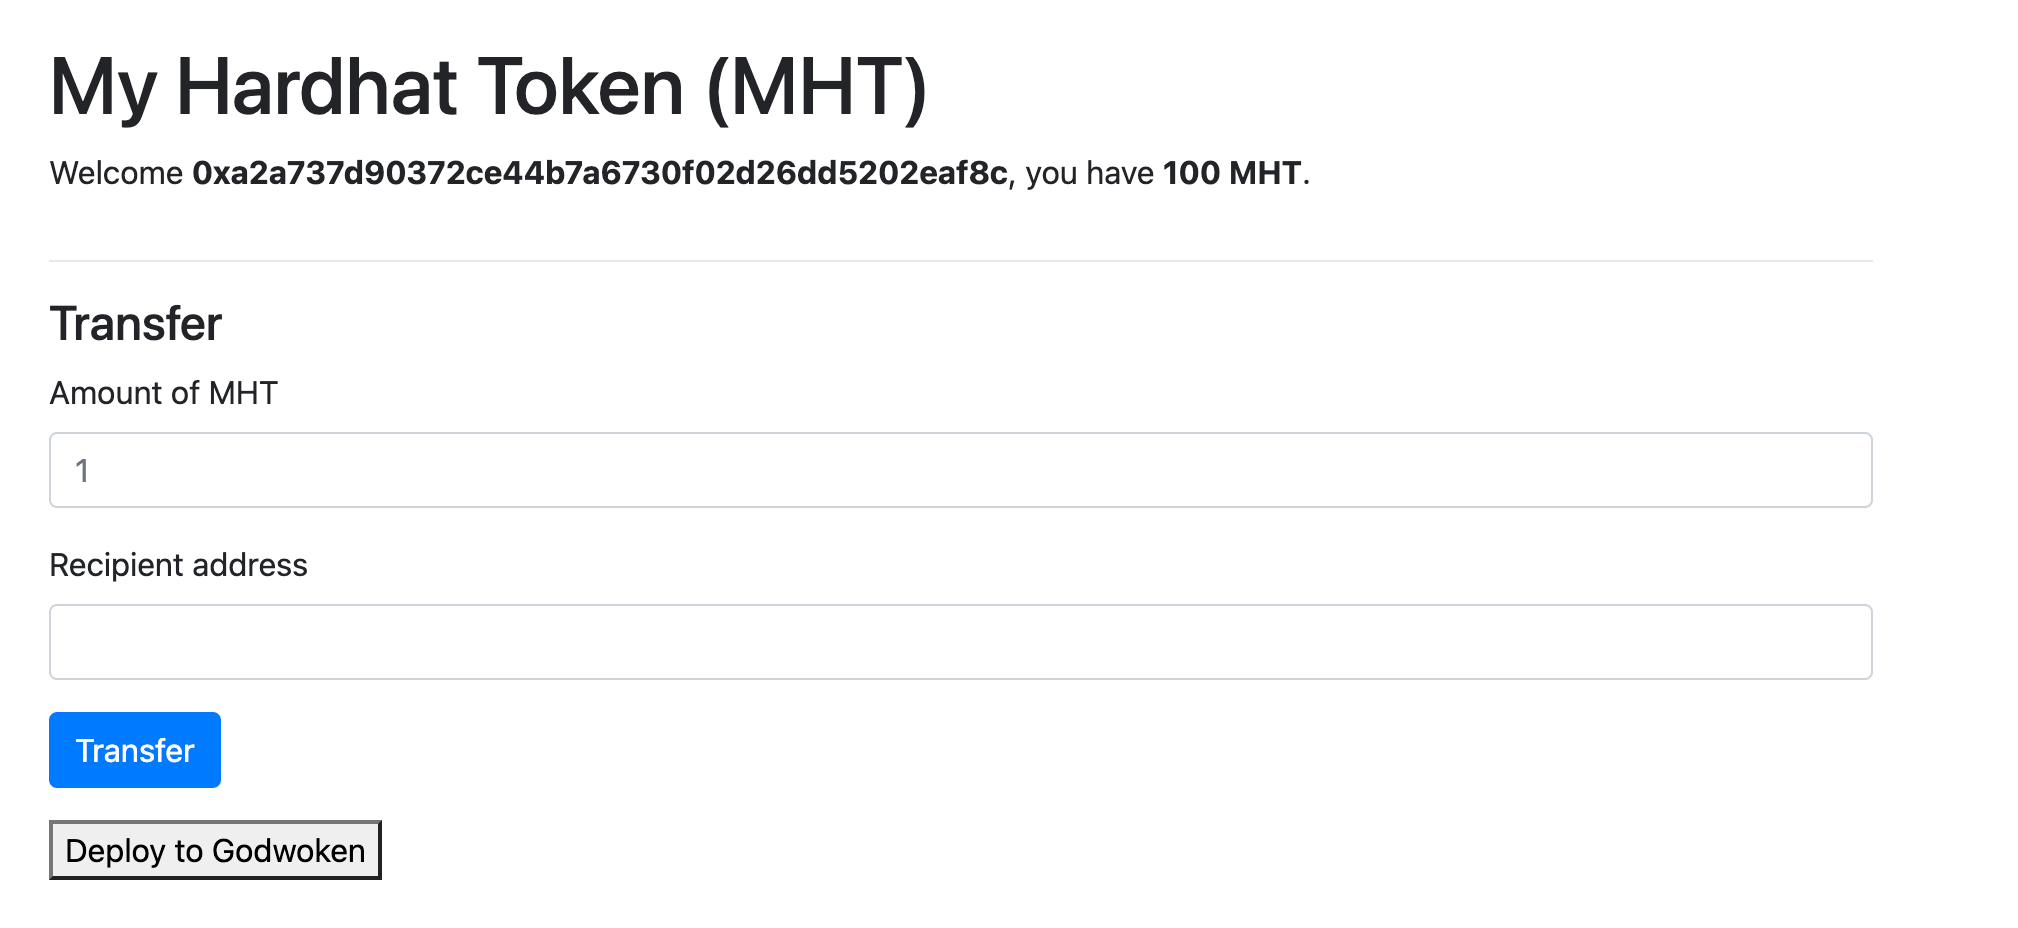 My Hardhat Token (MHT)
Welcome 0xa2a737d90372ce44b7a6730f02d26dd5202eaf8c, you have 100 MHT.
Transfer
Amount of MHT
1
Recipient address
Transfer
Deploy to Godwoken